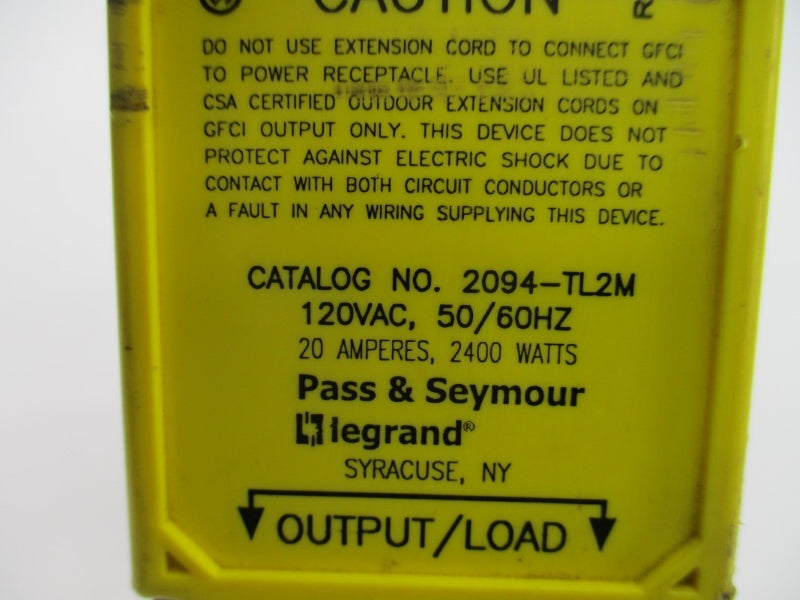 CAUTION
DO NOT USE EXTENSION CORD TO CONNECT GFCI
TO POWER RECEPTACLE. USE UL LISTED AND
CSA CERTIFIED OUTDOOR EXTENSION CORDS ON
GFCI OUTPUT ONLY. THIS DEVICE DOES NOT
PROTECT AGAINST ELECTRIC SHOCK DUE TO
CONTACT WITH BOTH CIRCUIT CONDUCTORS OR
A FAULT IN ANY WIRING SUPPLYING THIS DEVICE.
CATALOG NO. 2094-TL2M
120VAC, 50/60HZ
20 AMPERES, 2400 WATTS
Pass & Seymour
legrand®
SYRACUSE, NY
OUTPUT/LOAD